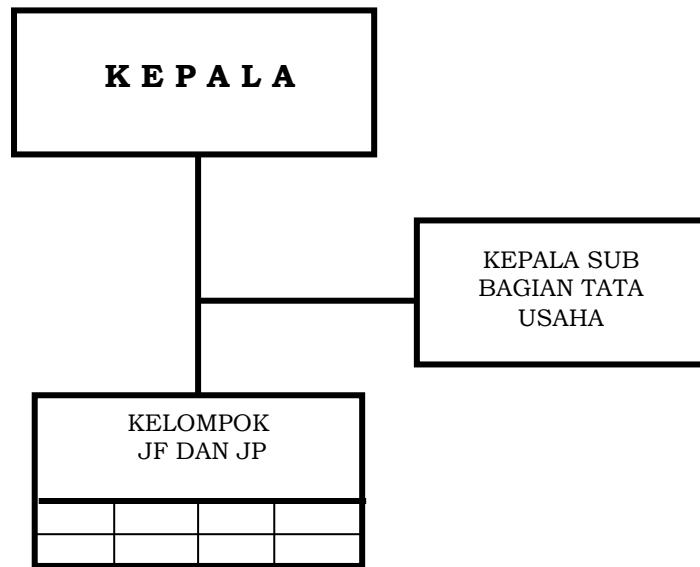 K E P A L A
KEPALA SUB
BAGIAN TATA
USAHA
KELOMPOK
JF DAN JP